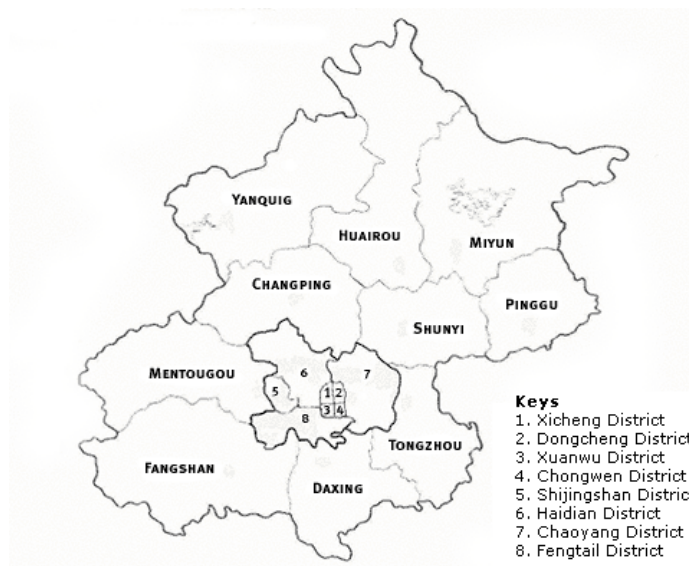 YANQUIG
HUAIROU
MIYUN
CHANGPING
PINGGU
SHUNYI
MENTOUGOU
6
7
5
1 2
3 4
8
TONGZHOU
FANGSHAN
DAXING
Keys
1. Xicheng District
2. Dongcheng District
3. Xuanwu District
4. Chongwen District
5. Shijingshan Distric
6. Haidian District
7. Chaoyang District
8. Fengtail District